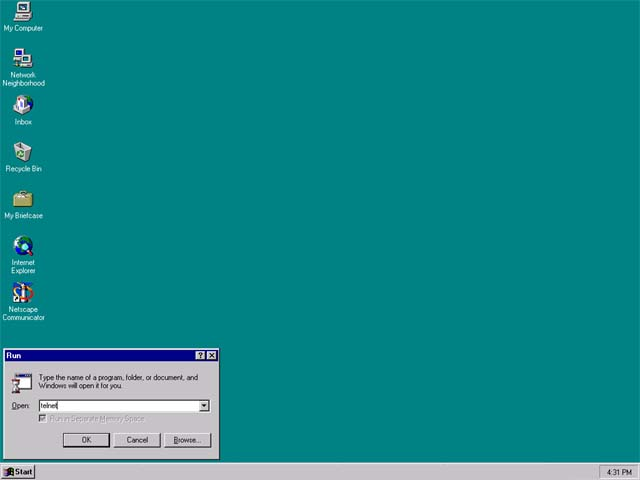 My Computer
Network
Neighborhood
Inbox
Recycle Bin
My Briefcase
Internet
Explorer
Netscape
Communicator
Run
Type the name of a program, folder, or document, and
Windows will open it for you.
Open: telnet
Run in Separate Memory Space
OK Cancel Browse...
Start 4:31 PM